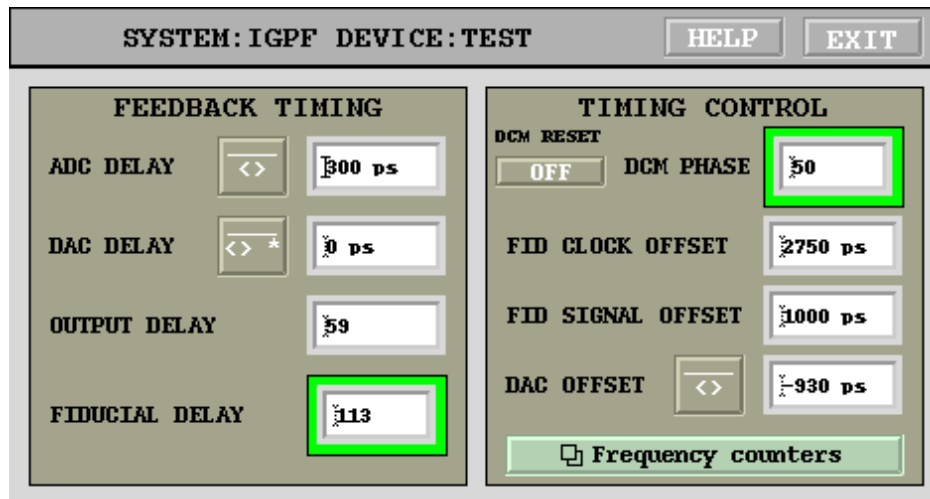 SYSTEM:IGPF DEVICE:TEST HELP EXIT
FEEDBACK TIMING
ADC DELAY <> 300 ps
DAC DELAY <> * 0 ps
OUTPUT DELAY 59
FIDUCIAL DELAY 113
TIMING CONTROL
DCM RESET
OFF DCM PHASE 50
FID CLOCK OFFSET 2750 ps
FID SIGNAL OFFSET 1000 ps
DAC OFFSET <> -930 ps
Frequency counters